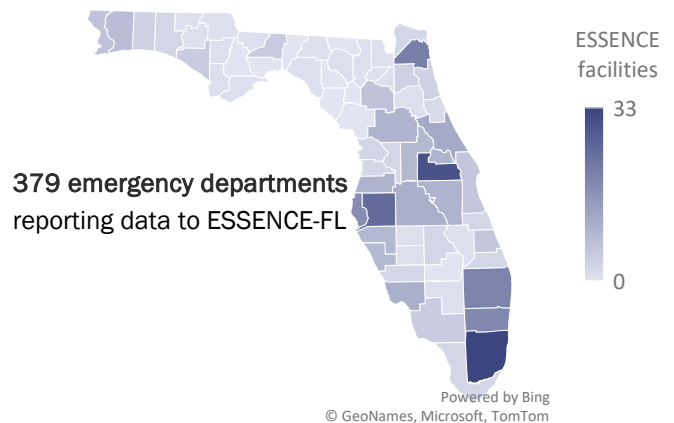 ESSENCE
facilities
33
379 emergency departments
reporting data to ESSENCE-FL
0
Powered by Bing
© GeoNames, Microsoft, TomTom